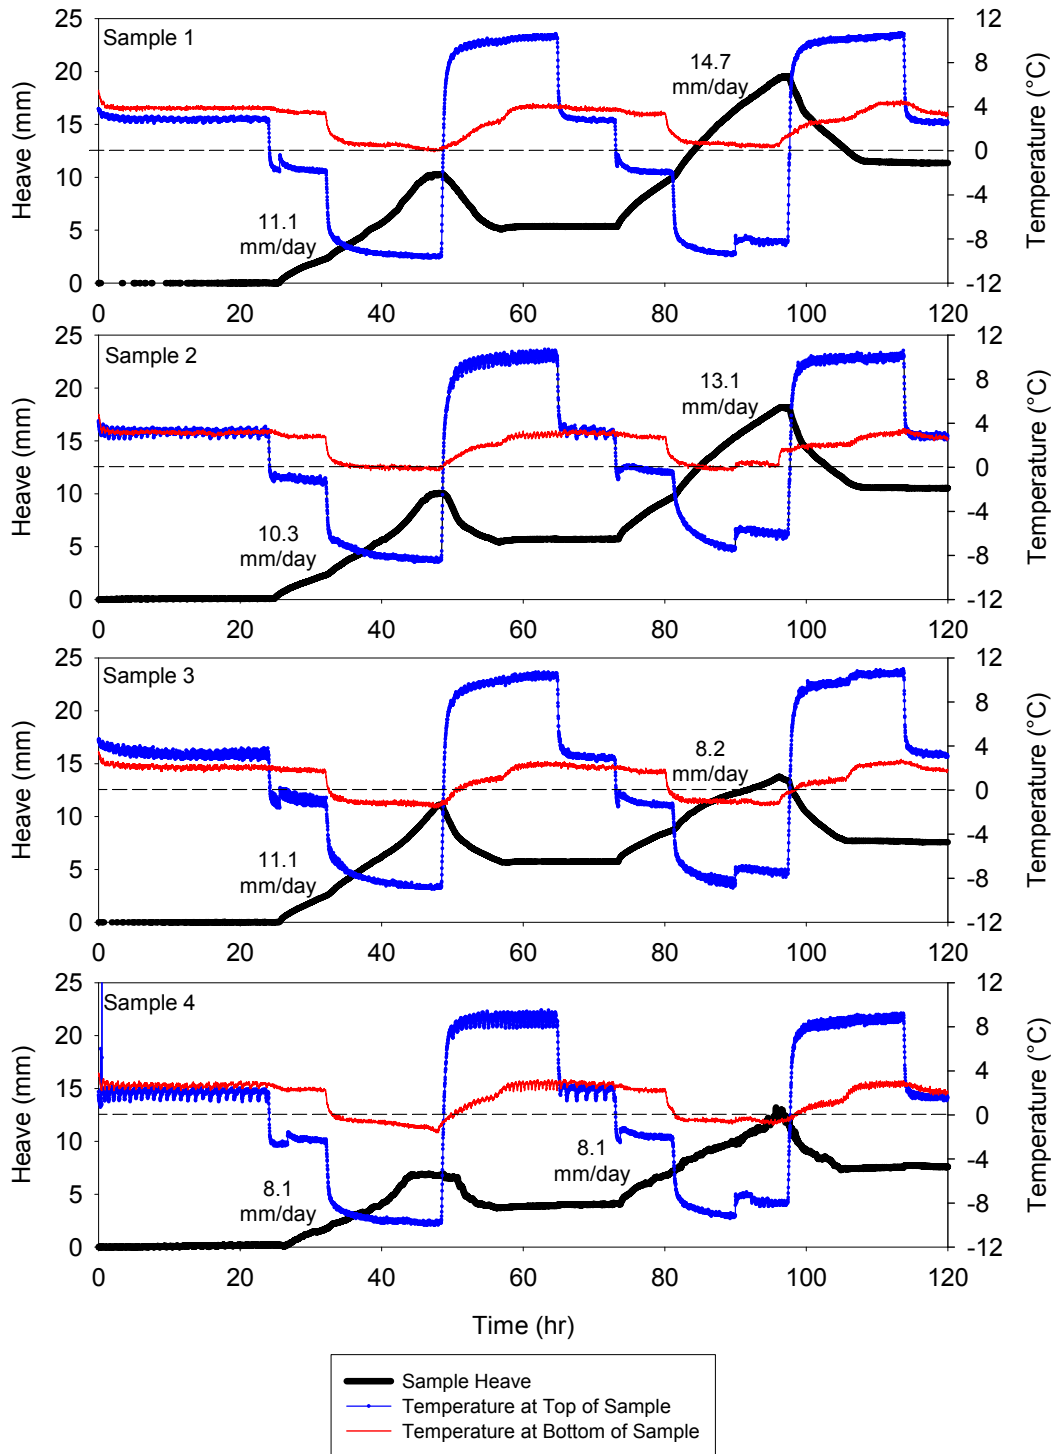 Sample 1
Heave (mm)
25
20
15
10
5
0
14.7
mm/day
11.1
mm/day
12
8
4
0
-4
-8
-12
Temperature (°C)
0 20 40 60 80 100 120
Sample 2
Heave (mm)
25
20
15
10
5
0
13.1
mm/day
10.3
mm/day
12
8
4
0
-4
-8
-12
Temperature (°C)
0 20 40 60 80 100 120
Sample 3
Heave (mm)
25
20
15
10
5
0
8.2
mm/day
11.1
mm/day
12
8
4
0
-4
-8
-12
Temperature (°C)
0 20 40 60 80 100 120
Sample 4
Heave (mm)
25
20
15
10
5
0
8.1
mm/day
8.1
mm/day
12
8
4
0
-4
-8
-12
Temperature (°C)
0 20 40 60 80 100 120
Time (hr)
Sample Heave
Temperature at Top of Sample
Temperature at Bottom of Sample